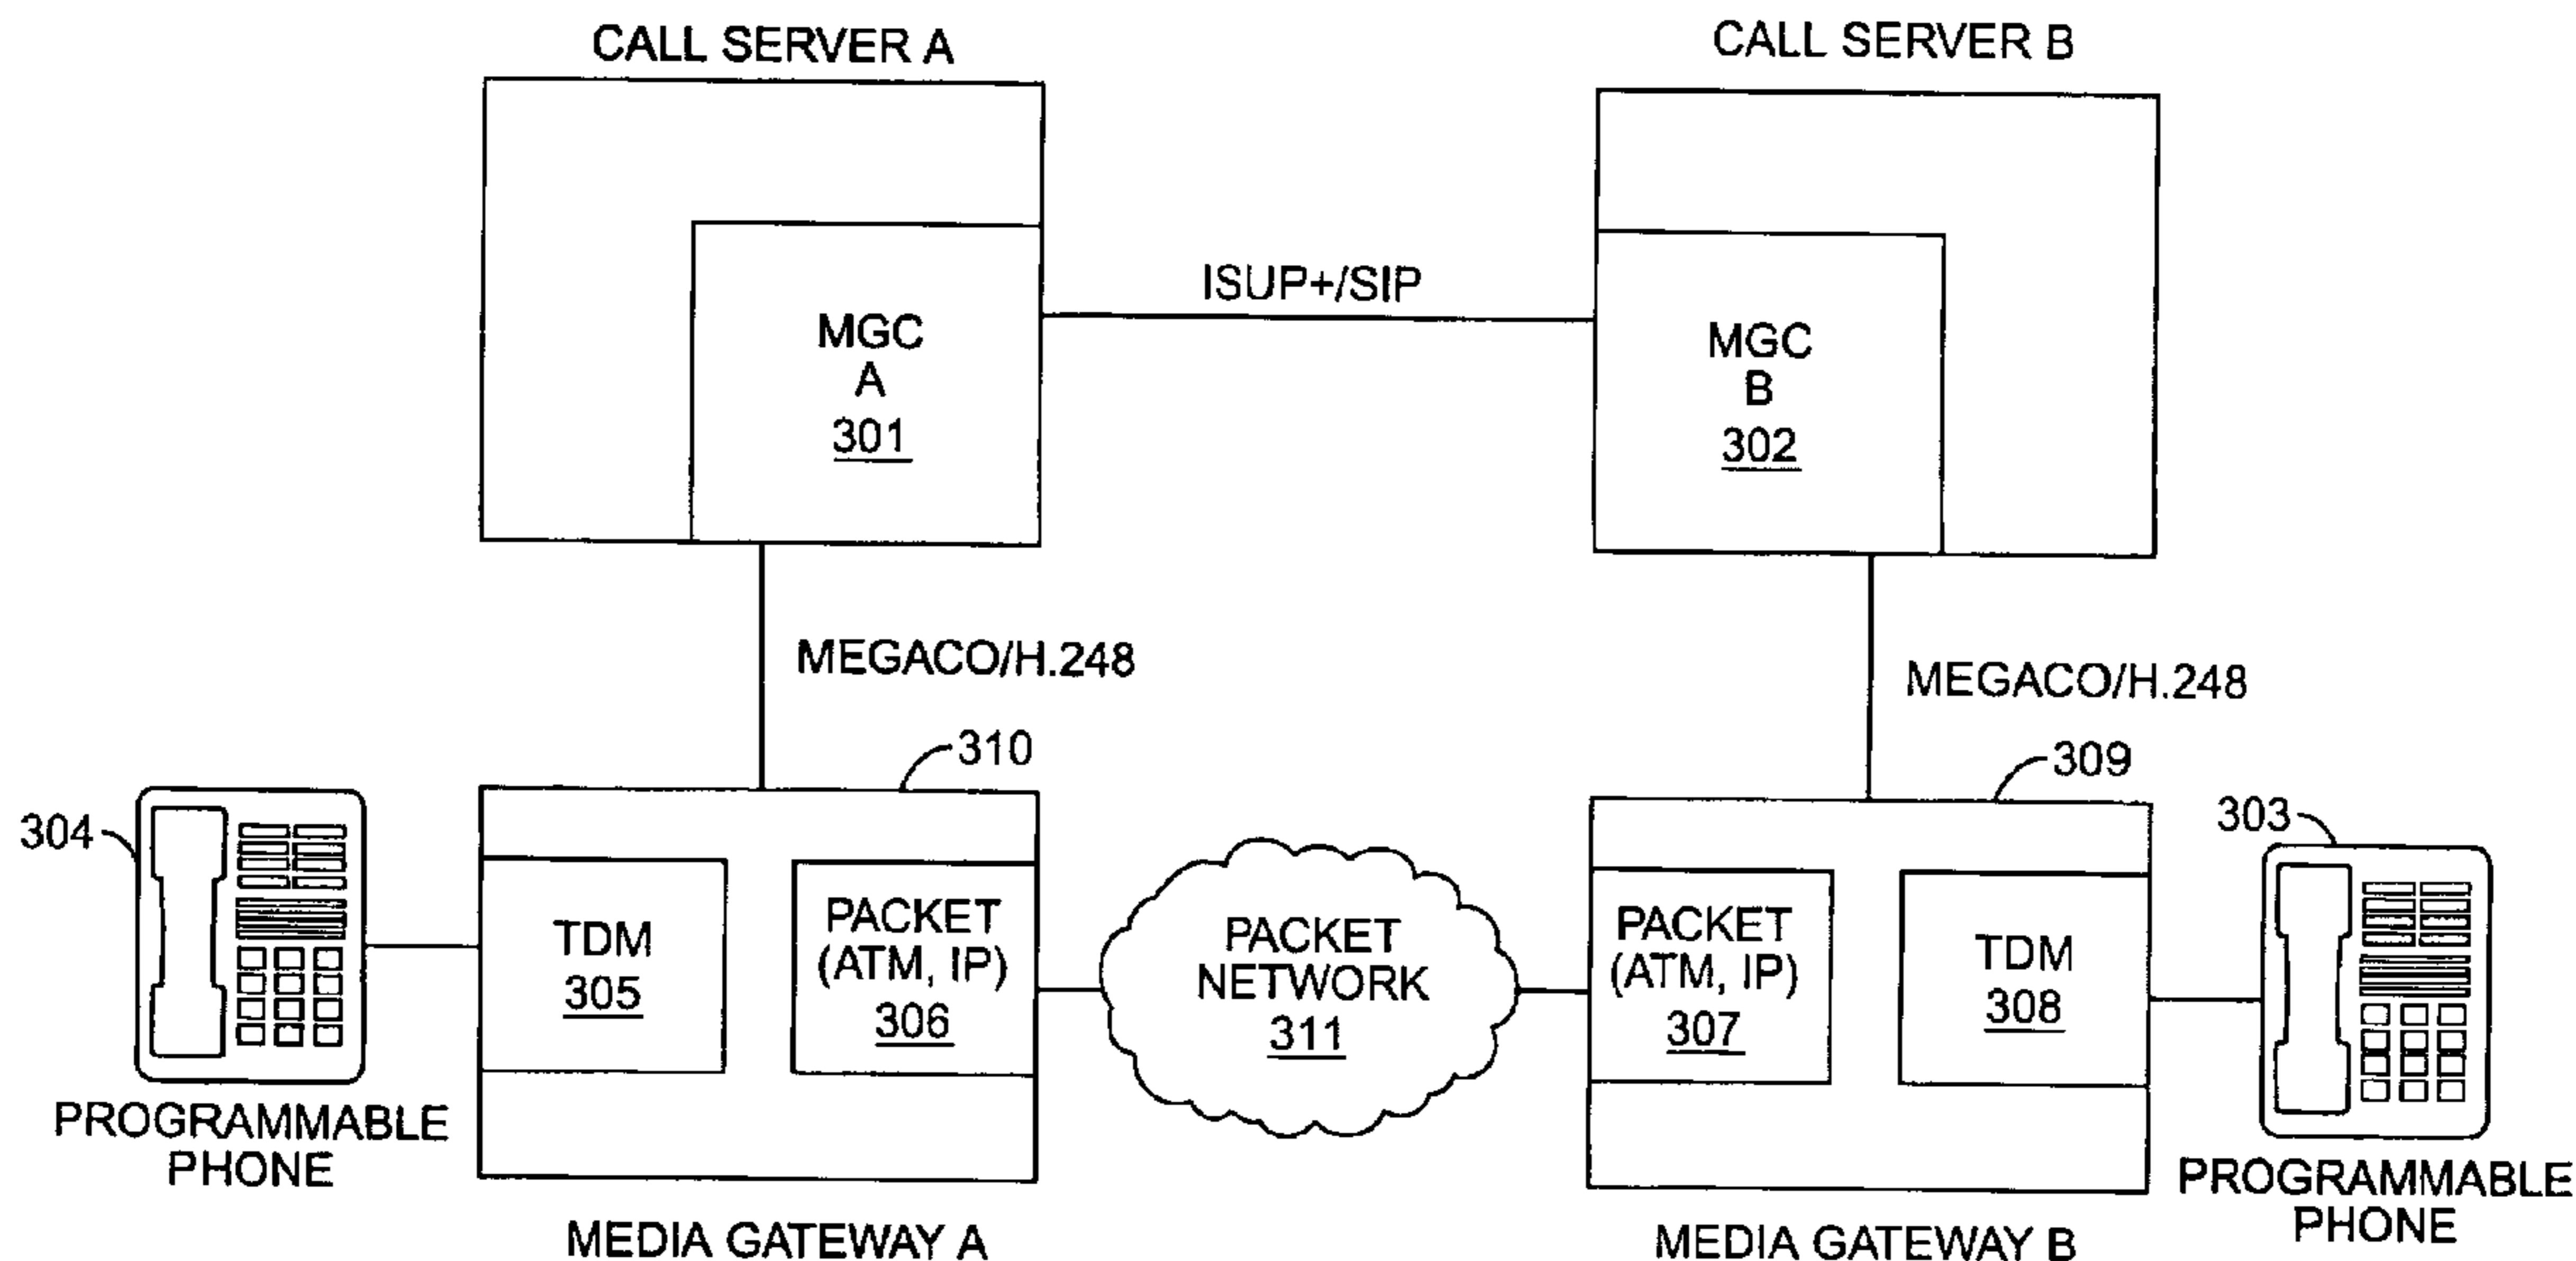 CALL SERVER A
CALL SERVER B
MGC
A
301
ISUP+/SIP
MGC
B
302
MEGACO/H.248
MEGACO/H.248
310
309
304
303
TDM
305
PACKET
(ATM, IP)
306
PACKET
NETWORK
311
PACKET
(ATM, IP)
307
TDM
308
PROGRAMMABLE
PHONE
PROGRAMMABLE
PHONE
MEDIA GATEWAY A
MEDIA GATEWAY B